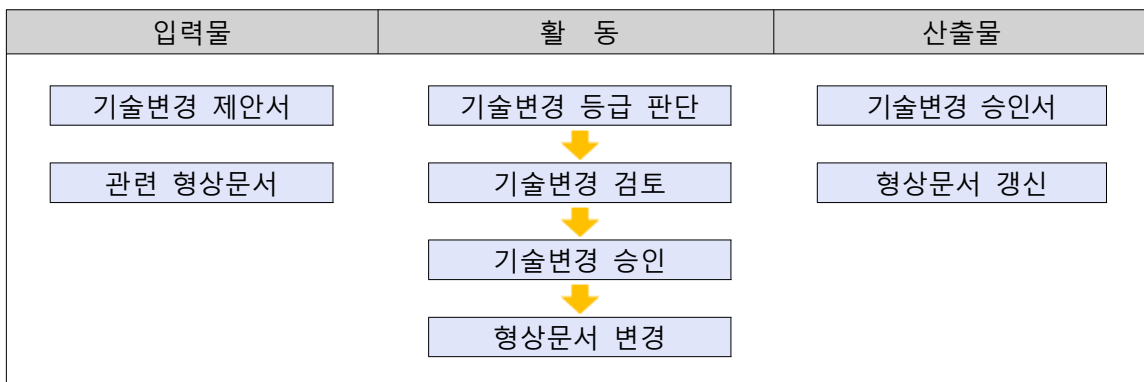 입력물 활 동 산출물
기술변경 제안서 기술변경 등급 판단 기술변경 승인서
관련 형상문서 기술변경 검토 형상문서 갱신
기술변경 승인
형상문서 변경